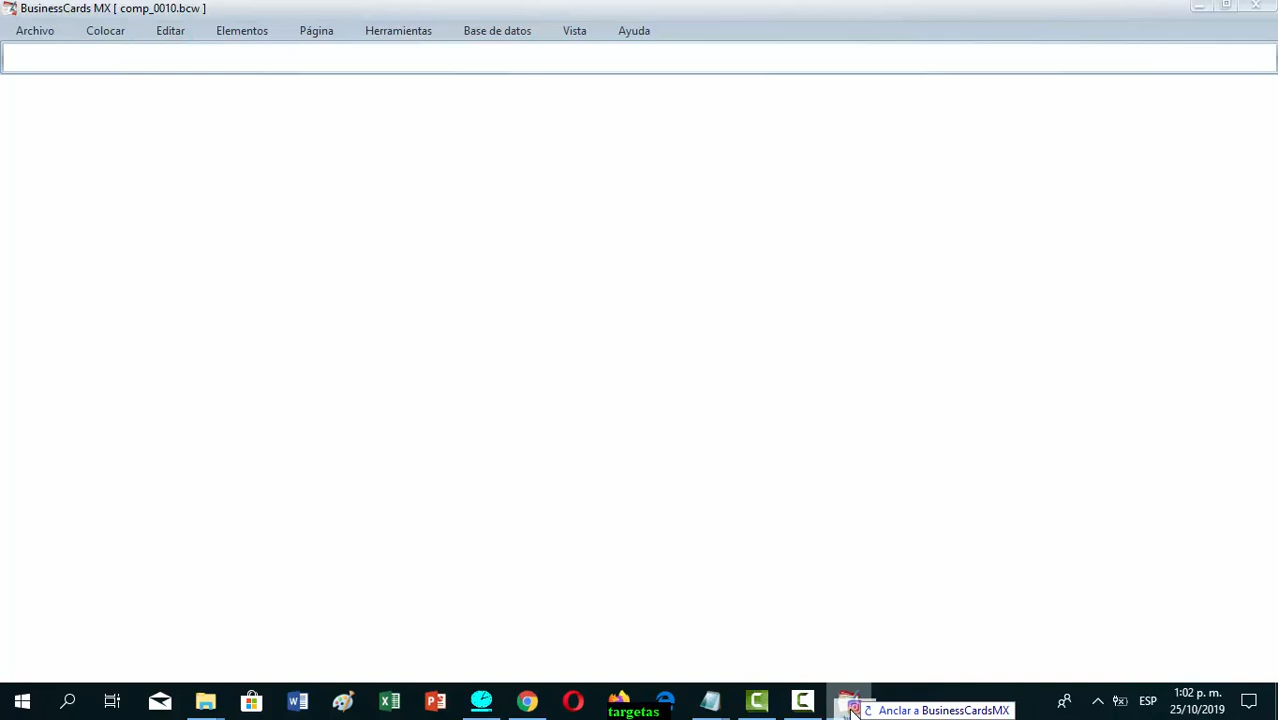 BusinessCards MX [ comp_0010.bcw ]
Archivo Colocar Editar Elementos Página Herramientas Base de datos Vista Ayuda
targetas
Anclar a BusinessCardsMX
ESP
1:02 p. m.
25/10/2019